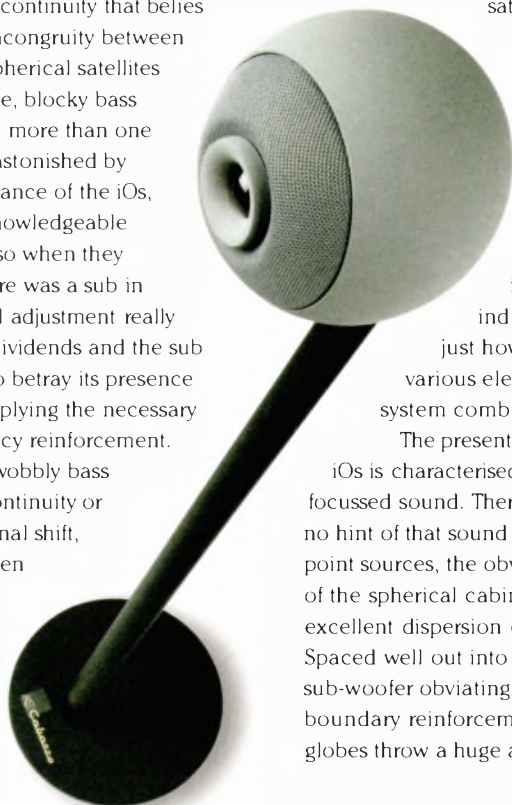 continuity that belies
ncongruity between
pherical satellites
e, blocky bass
more than one
astonished by
ance of the iOs,
nowledgeable
so when they
re was a sub in
l adjustment really
ividends and the sub
o betray its presence
plying the necessary
cy reinforcement.
wobbly bass
ontinuity or
nal shift,
en
Cabasse
sat
i
ind
just how
various ele
system comb
The present
iOs is characterised
focussed sound. Ther
no hint of that sound
point sources, the obv
of the spherical cabin
excellent dispersion
Spaced well out into
sub-woofer obviating
boundary reinforcem
globes throw a huge a